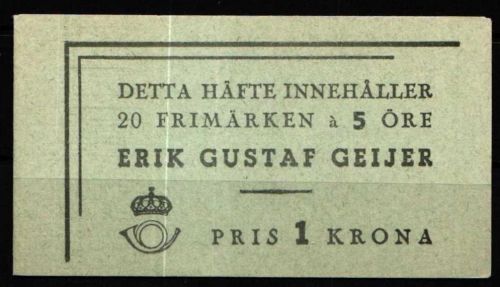 DETTA HÄFTE INNEHÅLLER
20 FRIMÄRKEN à 5 ÖRE
ERIK GUSTAF GEIJER
PRIS 1 KRONA